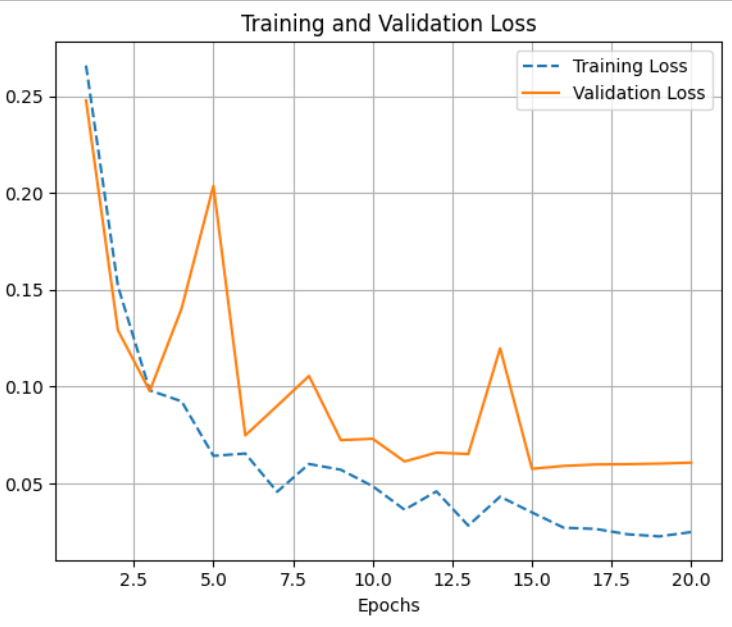 Training and Validation Loss
Training Loss
Validation Loss
0.25
0.20
0.15
0.10
0.05
2.5 5.0 7.5 10.0 12.5 15.0 17.5 20.0
Epochs